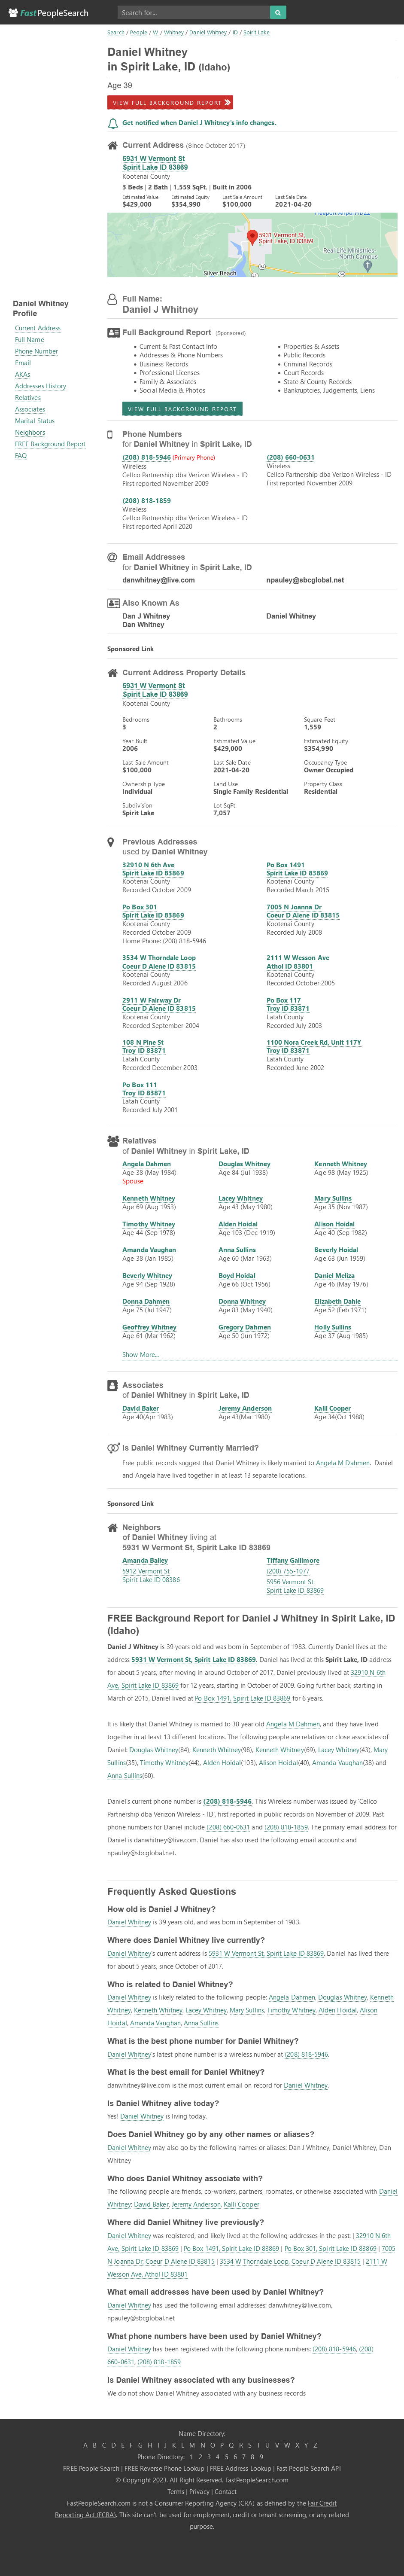 FastPeopleSearch
Search for...
Search / People / W / Whitney / Daniel Whitney / ID / Spirit Lake
Daniel Whitney
in Spirit Lake, ID (Idaho)
Age 39
VIEW FULL BACKGROUND REPORT
Get notified when Daniel J Whitney's info changes.
Current Address (Since October 2017)
5931 W Vermont St
Spirit Lake ID 83869
Kootenai County
3 Beds | 2 Bath | 1,559 SqFt. | Built in 2006
Estimated Value Estimated Equity Last Sale Amount Last Sale Date
$429,000 $354,990 $100,000 2021-04-20
5931 Vermont St,
Spirit Lake, ID 83869
Real Life Ministries
North Campus
Silver Beach
Daniel Whitney
Profile
Current Address
Full Name
Phone Number
Email
AKAs
Addresses History
Relatives
Associates
Marital Status
Neighbors
FREE Background Report
FAQ
Full Name:
Daniel J Whitney
Full Background Report (Sponsored)
Current & Past Contact Info
Addresses & Phone Numbers
Business Records
Professional Licenses
Family & Associates
Social Media & Photos
Properties & Assets
Public Records
Criminal Records
Court Records
State & County Records
Bankruptcies, Judgements, Liens
VIEW FULL BACKGROUND REPORT
Phone Numbers
for Daniel Whitney in Spirit Lake, ID
(208) 818-5946 (Primary Phone)
Wireless
Cellco Partnership dba Verizon Wireless - ID
First reported November 2009
(208) 660-0631
Wireless
Cellco Partnership dba Verizon Wireless - ID
First reported November 2009
(208) 818-1859
Wireless
Cellco Partnership dba Verizon Wireless - ID
First reported April 2020
Email Addresses
for Daniel Whitney in Spirit Lake, ID
danwhitney@live.com npauley@sbcglobal.net
Also Known As
Dan J Whitney Daniel Whitney
Dan Whitney
Sponsored Link
Current Address Property Details
5931 W Vermont St
Spirit Lake ID 83869
Kootenai County
Bedrooms Bathrooms Square Feet
3 2 1,559
Year Built Estimated Value Estimated Equity
2006 $429,000 $354,990
Last Sale Amount Last Sale Date Occupancy Type
$100,000 2021-04-20 Owner Occupied
Ownership Type Land Use Property Class
Individual Single Family Residential Residential
Subdivision Lot SqFt.
Spirit Lake 7,057
Previous Addresses
used by Daniel Whitney
32910 N 6th Ave
Spirit Lake ID 83869
Kootenai County
Recorded October 2009
Po Box 1491
Spirit Lake ID 83869
Kootenai County
Recorded March 2015
Po Box 301
Spirit Lake ID 83869
Kootenai County
Recorded October 2009
Home Phone: (208) 818-5946
7005 N Joanna Dr
Coeur D Alene ID 83815
Kootenai County
Recorded July 2008
3534 W Thorndale Loop
Coeur D Alene ID 83815
Kootenai County
Recorded August 2006
2111 W Wesson Ave
Athol ID 83801
Kootenai County
Recorded October 2005
2911 W Fairway Dr
Coeur D Alene ID 83815
Kootenai County
Recorded September 2004
Po Box 117
Troy ID 83871
Latah County
Recorded July 2003
108 N Pine St
Troy ID 83871
Latah County
Recorded December 2003
1100 Nora Creek Rd, Unit 117Y
Troy ID 83871
Latah County
Recorded June 2002
Po Box 111
Troy ID 83871
Latah County
Recorded July 2001
Relatives
of Daniel Whitney in Spirit Lake, ID
Angela Dahmen Douglas Whitney Kenneth Whitney
Age 38 (May 1984) Age 84 (Jul 1938) Age 98 (May 1925)
Spouse
Kenneth Whitney Lacey Whitney Mary Sullins
Age 69 (Aug 1953) Age 43 (May 1980) Age 35 (Nov 1987)
Timothy Whitney Alden Hoidal Alison Hoidal
Age 44 (Sep 1978) Age 103 (Dec 1919) Age 40 (Sep 1982)
Amanda Vaughan Anna Sullins Beverly Hoidal
Age 38 (Jan 1985) Age 60 (Mar 1963) Age 63 (Jun 1959)
Beverly Whitney Boyd Hoidal Daniel Meliza
Age 94 (Sep 1928) Age 66 (Oct 1956) Age 46 (May 1976)
Donna Dahmen Donna Whitney Elizabeth Dahle
Age 75 (Jul 1947) Age 83 (May 1940) Age 52 (Feb 1971)
Geoffrey Whitney Gregory Dahmen Holly Sullins
Age 61 (Mar 1962) Age 50 (Jun 1972) Age 37 (Aug 1985)
Show More...
Associates
of Daniel Whitney in Spirit Lake, ID
David Baker Jeremy Anderson Kalli Cooper
Age 40(Apr 1983) Age 43(Mar 1980) Age 34(Oct 1988)
Is Daniel Whitney Currently Married?
Free public records suggest that Daniel Whitney is likely married to Angela M Dahmen. Daniel
and Angela have lived together in at least 13 separate locations.
Sponsored Link
Neighbors
of Daniel Whitney living at
5931 W Vermont St, Spirit Lake ID 83869
Amanda Bailey
5912 Vermont St
Spirit Lake ID 08386
Tiffany Gallimore
(208) 755-1077
5956 Vermont St
Spirit Lake ID 83869
FREE Background Report for Daniel J Whitney in Spirit Lake, ID
(Idaho)
Daniel J Whitney is 39 years old and was born in September of 1983. Currently Daniel lives at the
address 5931 W Vermont St, Spirit Lake ID 83869. Daniel has lived at this Spirit Lake, ID address
for about 5 years, after moving in around October of 2017. Daniel previously lived at 32910 N 6th
Ave, Spirit Lake ID 83869 for 12 years, starting in October of 2009. Going further back, starting in
March of 2015, Daniel lived at Po Box 1491, Spirit Lake ID 83869 for 6 years.
It is likely that Daniel Whitney is married to 38 year old Angela M Dahmen, and they have lived
together in at least 13 different locations. The following people are relatives or close associates of
Daniel: Douglas Whitney(84), Kenneth Whitney(98), Kenneth Whitney(69), Lacey Whitney(43), Mary
Sullins(35), Timothy Whitney(44), Alden Hoidal(103), Alison Hoidal(40), Amanda Vaughan(38) and
Anna Sullins(60).
Daniel's current phone number is (208) 818-5946. This Wireless number was issued by 'Cellco
Partnership dba Verizon Wireless - ID', first reported in public records on November of 2009. Past
phone numbers for Daniel include (208) 660-0631 and (208) 818-1859. The primary email address for
Daniel is danwhitney@live.com. Daniel has also used the following email accounts: and
npauley@sbcglobal.net.
Frequently Asked Questions
How old is Daniel J Whitney?
Daniel Whitney is 39 years old, and was born in September of 1983.
Where does Daniel Whitney live currently?
Daniel Whitney's current address is 5931 W Vermont St, Spirit Lake ID 83869. Daniel has lived there
for about 5 years, since October of 2017.
Who is related to Daniel Whitney?
Daniel Whitney is likely related to the following people: Angela Dahmen, Douglas Whitney, Kenneth
Whitney, Kenneth Whitney, Lacey Whitney, Mary Sullins, Timothy Whitney, Alden Hoidal, Alison
Hoidal, Amanda Vaughan, Anna Sullins
What is the best phone number for Daniel Whitney?
Daniel Whitney's latest phone number is a wireless number at (208) 818-5946.
What is the best email for Daniel Whitney?
danwhitney@live.com is the most current email on record for Daniel Whitney.
Is Daniel Whitney alive today?
Yes! Daniel Whitney is living today.
Does Daniel Whitney go by any other names or aliases?
Daniel Whitney may also go by the following names or aliases: Dan J Whitney, Daniel Whitney, Dan
Whitney
Who does Daniel Whitney associate with?
The following people are friends, co-workers, partners, roomates, or otherwise associated with Daniel
Whitney: David Baker, Jeremy Anderson, Kalli Cooper
Where did Daniel Whitney live previously?
Daniel Whitney was registered, and likely lived at the following addresses in the past: | 32910 N 6th
Ave, Spirit Lake ID 83869 | Po Box 1491, Spirit Lake ID 83869 | Po Box 301, Spirit Lake ID 83869 | 7005
N Joanna Dr, Coeur D Alene ID 83815 | 3534 W Thorndale Loop, Coeur D Alene ID 83815 | 2111 W
Wesson Ave, Athol ID 83801
What email addresses have been used by Daniel Whitney?
Daniel Whitney has used the following email addresses: danwhitney@live.com,
npauley@sbcglobal.net
What phone numbers have been used by Daniel Whitney?
Daniel Whitney has been registered with the following phone numbers: (208) 818-5946, (208)
660-0631, (208) 818-1859
Is Daniel Whitney associated wth any businesses?
We do not show Daniel Whitney associated with any business records
Name Directory:
A B C D E F G H I J K L M N O P Q R S T U V W X Y Z
Phone Directory: 1 2 3 4 5 6 7 8 9
FREE People Search | FREE Reverse Phone Lookup | FREE Address Lookup | Fast People Search API
© Copyright 2023. All Right Reserved. FastPeopleSearch.com
Terms | Privacy | Contact
FastPeopleSearch.com is not a Consumer Reporting Agency (CRA) as defined by the Fair Credit
Reporting Act (FCRA). This site can't be used for employment, credit or tenant screening, or any related
purpose.